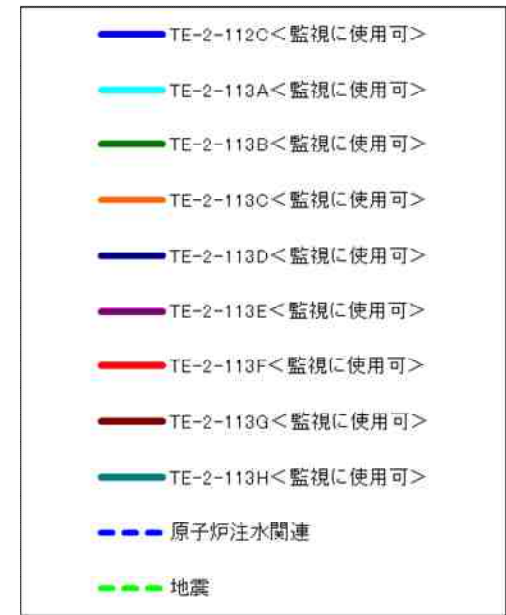 TE-2-112C<監視に使用可>
TE-2-113A<監視に使用可>
TE-2-113B<監視に使用可>
TE-2-113C<監視に使用可>
TE-2-113D<監視に使用可>
TE-2-113E<監視に使用可>
TE-2-113F<監視に使用可>
TE-2-113G<監視に使用可>
TE-2-113H<監視に使用可>
原子炉注水関連
地震